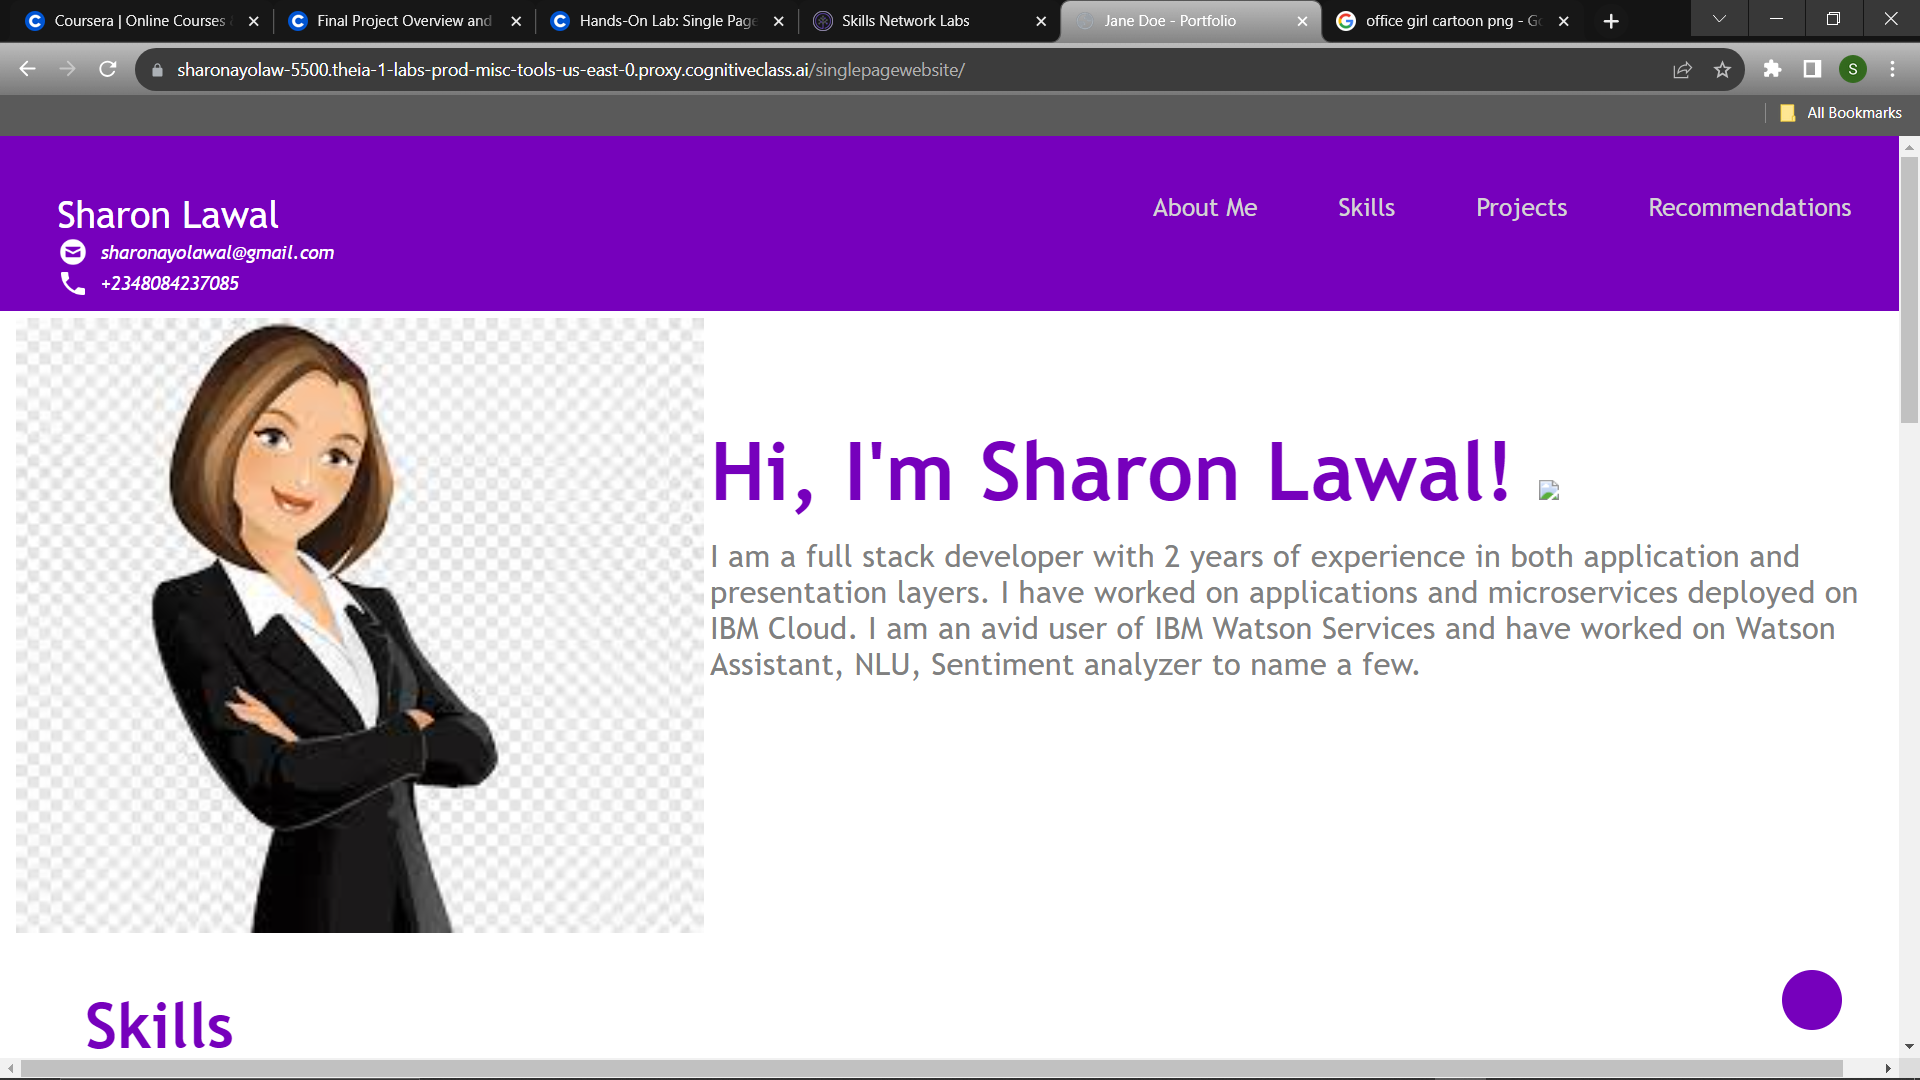 Coursera | Online Courses
Final Project Overview and
Hands-On Lab: Single Page
Skills Network Labs
Jane Doe - Portfolio
office girl cartoon png - Go
sharonayolaw-5500.theia-1-labs-prod-misc-tools-us-east-0.proxy.cognitiveclass.ai/singlepagewebsite/
S
All Bookmarks
Sharon Lawal
sharonayolawal@gmail.com
+2348084237085
About Me
Skills
Projects
Recommendations
Hi, I'm Sharon Lawal!
I am a full stack developer with 2 years of experience in both application and
presentation layers. I have worked on applications and microservices deployed on
IBM Cloud. I am an avid user of IBM Watson Services and have worked on Watson
Assistant, NLU, Sentiment analyzer to name a few.
Skills